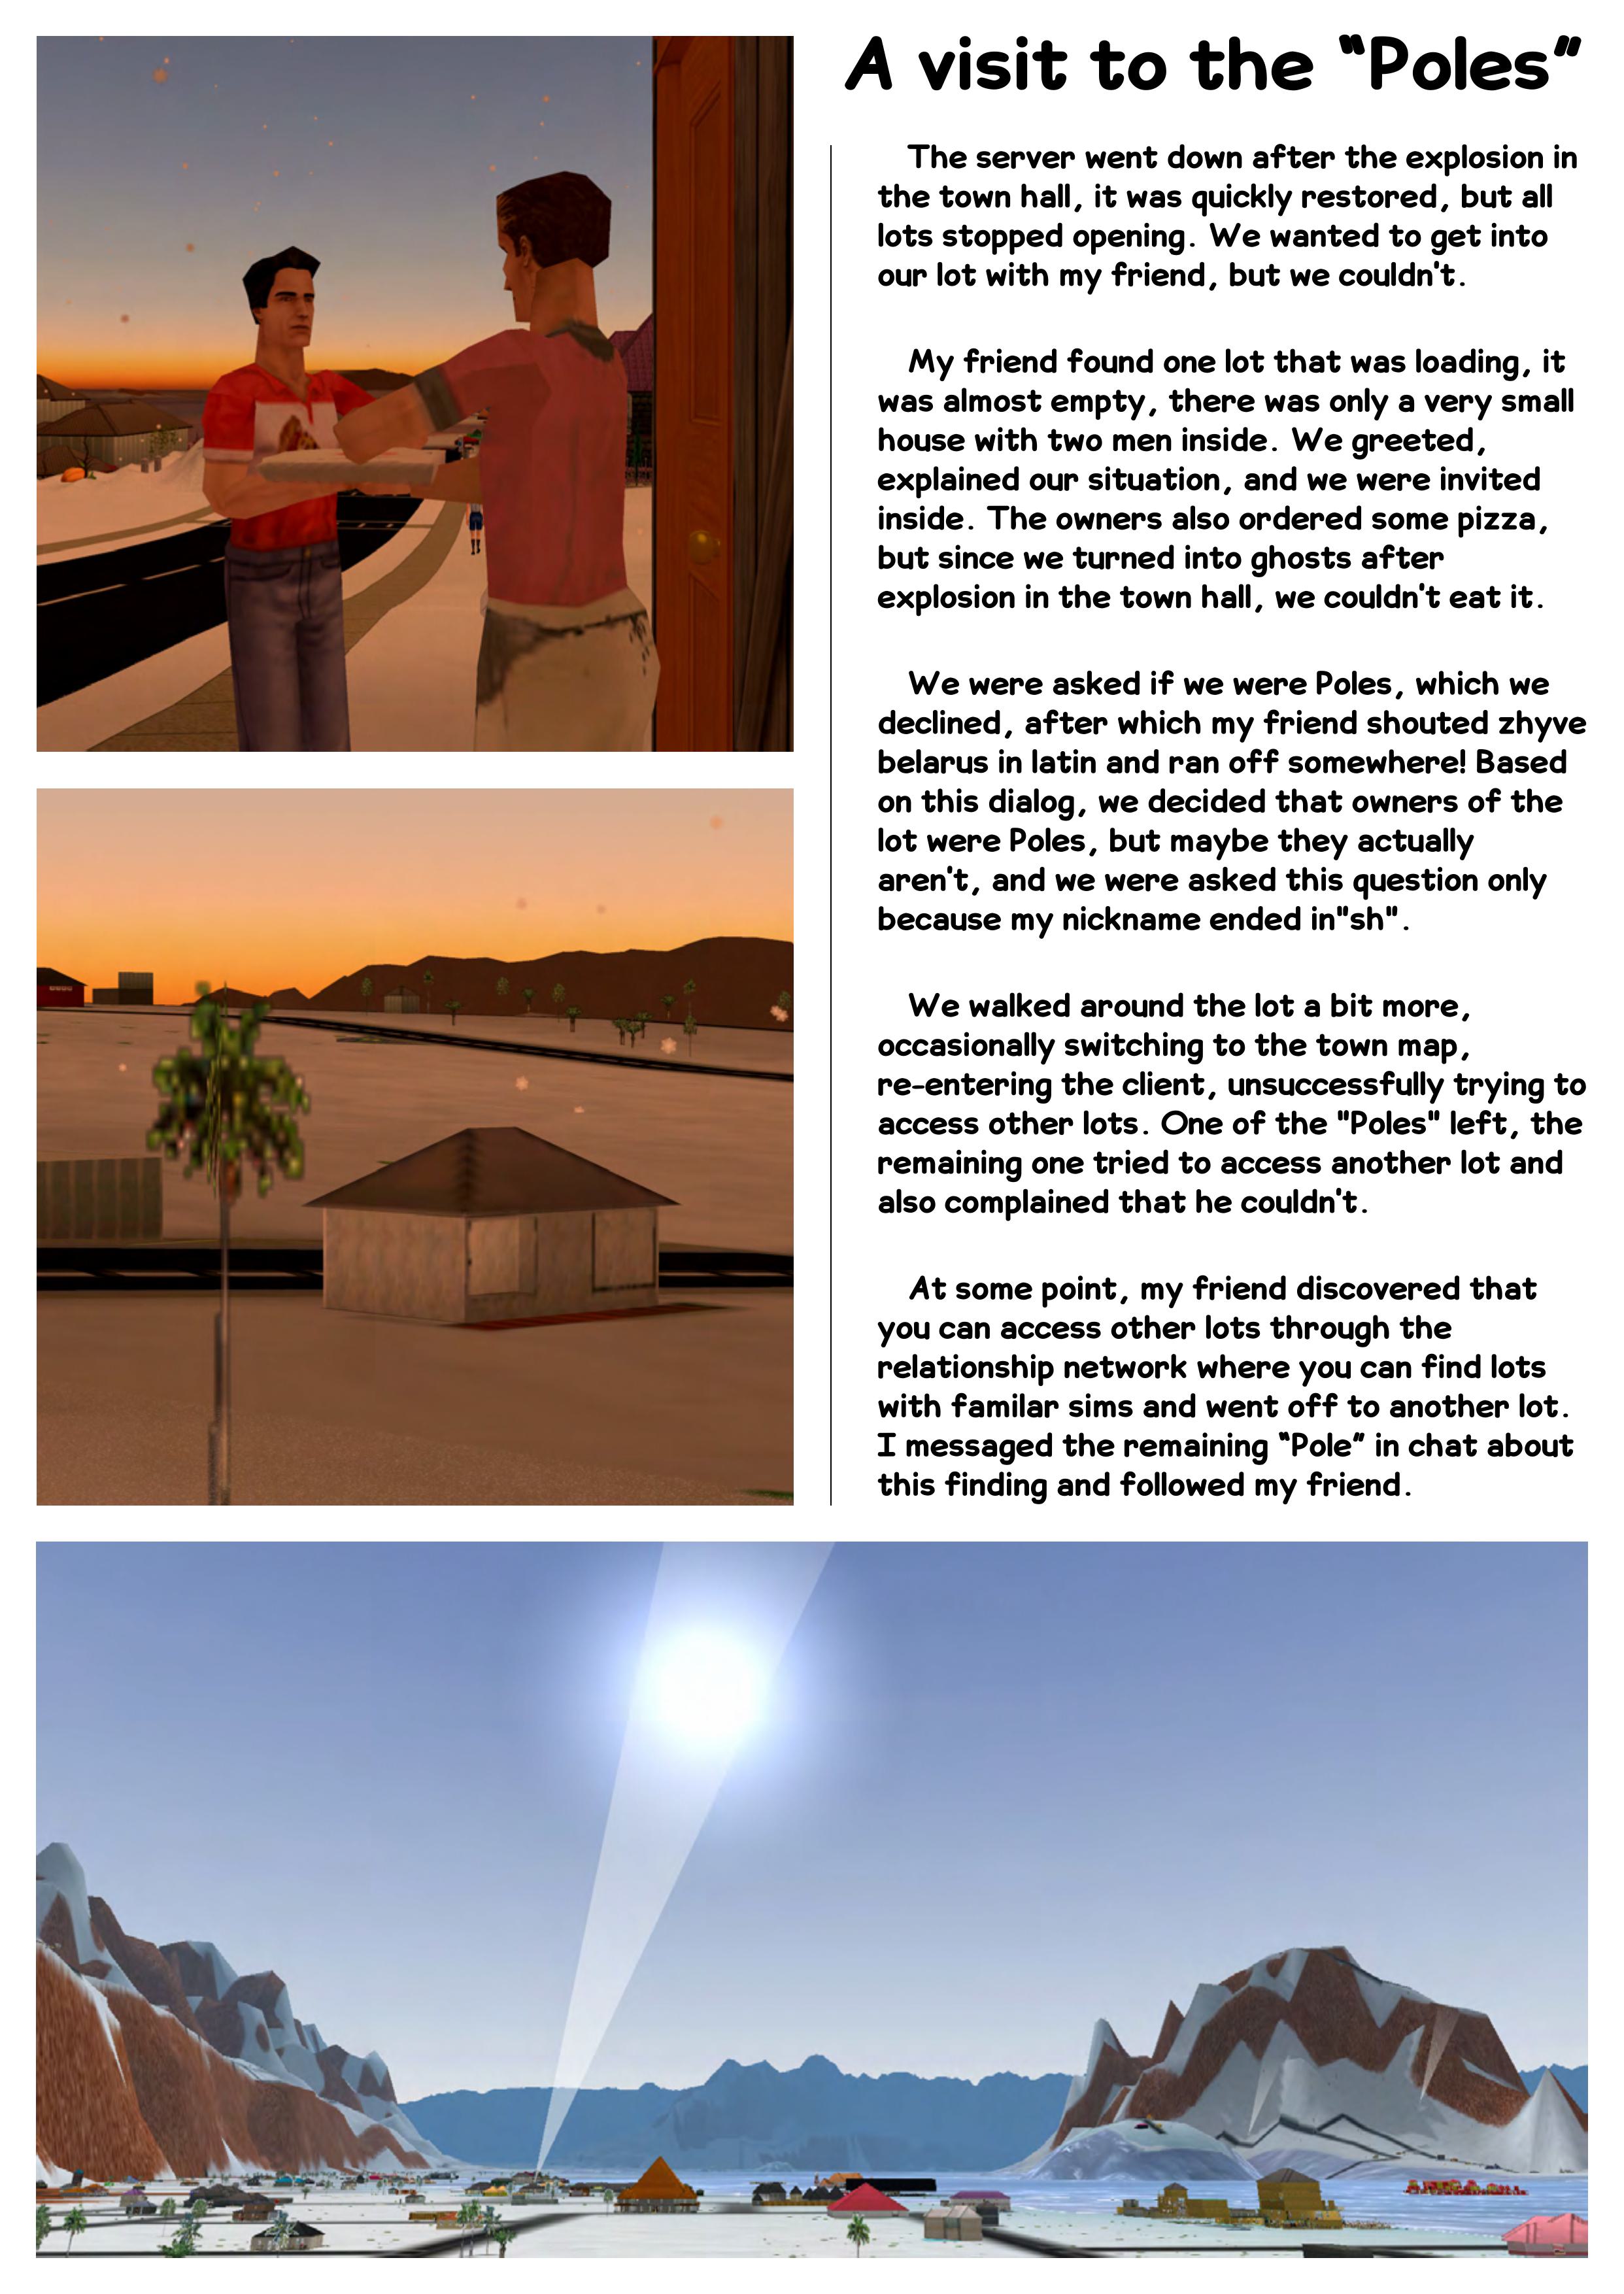 A visit to the “Poles”
The server went down after the explosion in
the town hall, it was quickly restored, but all
lots stopped opening. We wanted to get into
our lot with my friend, but we couldn't.
My friend found one lot that was loading, it
was almost empty, there was only a very small
house with two men inside. We greeted,
explained our situation, and we were invited
inside. The owners also ordered some pizza,
but since we turned into ghosts after
explosion in the town hall, we couldn't eat it.
We were asked if we were Poles, which we
declined, after which my friend shouted zhyve
belarus in latin and ran off somewhere! Based
on this dialog, we decided that owners of the
lot were Poles, but maybe they actually
aren't, and we were asked this question only
because my nickname ended in"sh".
We walked around the lot a bit more,
occasionally switching to the town map,
re-entering the client, unsuccessfully trying to
access other lots. One of the "Poles" left, the
remaining one tried to access another lot and
also complained that he couldn't.
At some point, my friend discovered that
you can access other lots through the
relationship network where you can find lots
with familar sims and went off to another lot.
I messaged the remaining “Pole” in chat about
this finding and followed my friend.